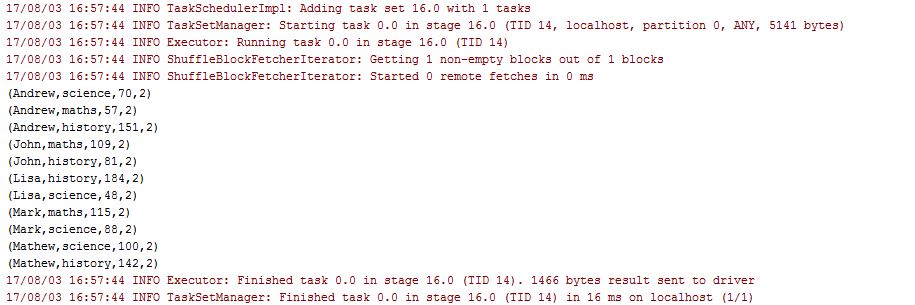 17/08/03 16:57:44 INFO TaskSchedulerImpl: Adding task set 16.0 with 1 tasks
17/08/03 16:57:44 INFO TaskSetManager: Starting task 0.0 in stage 16.0 (TID 14, localhost, partition 0, ANY, 5141 bytes)
17/08/03 16:57:44 INFO Executor: Running task 0.0 in stage 16.0 (TID 14)
17/08/03 16:57:44 INFO ShuffleBlockFetcherIterator: Getting 1 non-empty blocks out of 1 blocks
17/08/03 16:57:44 INFO ShuffleBlockFetcherIterator: Started 0 remote fetches in 0 ms
(Andrew,science,70,2)
(Andrew,maths,57,2)
(Andrew,history,151,2)
(John,maths,109,2)
(John,history,81,2)
(Lisa,history,184,2)
(Lisa,science,48,2)
(Mark,maths,115,2)
(Mark,science,88,2)
(Mathew,science,100,2)
(Mathew,history,142,2)
17/08/03 16:57:44 INFO Executor: Finished task 0.0 in stage 16.0 (TID 14). 1466 bytes result sent to driver
17/08/03 16:57:44 INFO TaskSetManager: Finished task 0.0 in stage 16.0 (TID 14) in 16 ms on localhost (1/1)